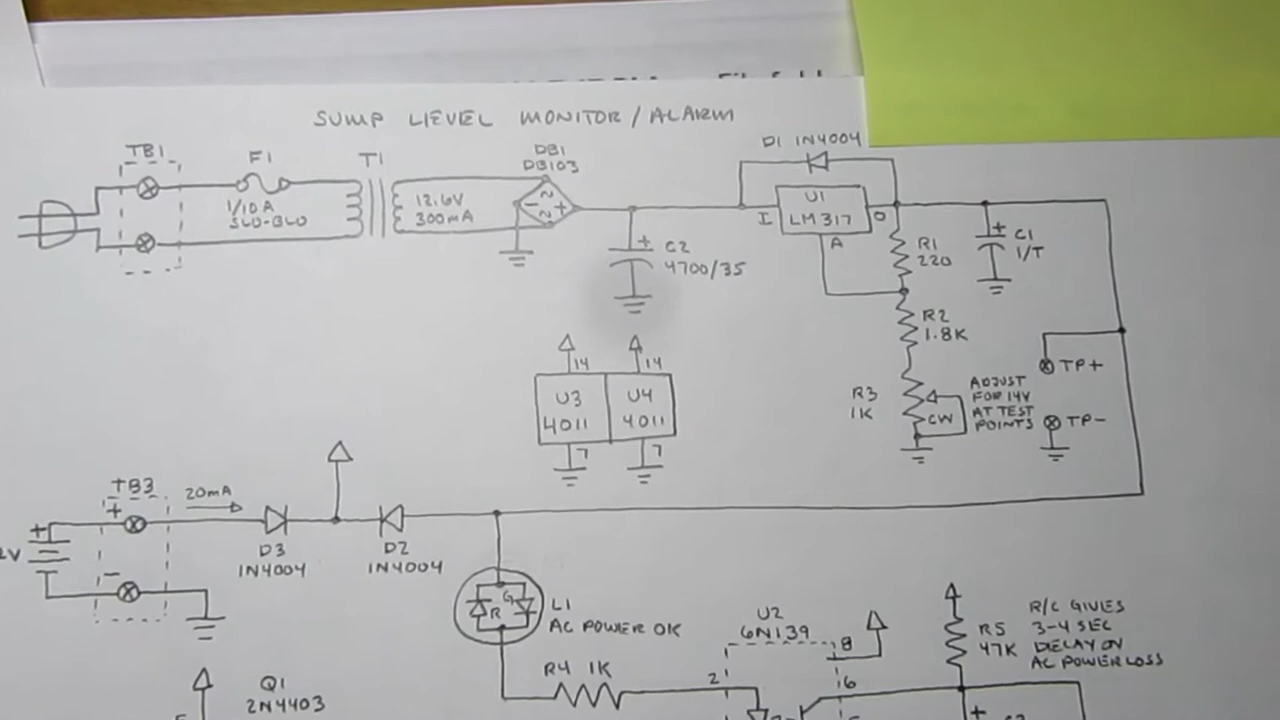 SUMP LIEVEL MONITOR/ALARM
TB1
F1
1/10A
SLO-BLO
T1
12.6V
300mA
DB1
DB103
~
- +
~
+
C2
4700/35
D1 1N4004
U1
LM317
I
O
A
R1
220
+
C1
1/T
R2
1.8K
R3
1K
CW
ADJUST
FOR 14V
AT TEST
POINTS
TP+
TP-
14
14
U3
4011
U4
4011
7
7
TB3
+
20mA
+
-
D3
1N4004
D2
1N4004
R
G
L1
AC POWER OK
R4 1K
U2
6N139
8
2
6
R5
47K
R/C GIVES
3-4 SEC
DELAY ON
AC POWER LOSS
+
Q1
2N4403